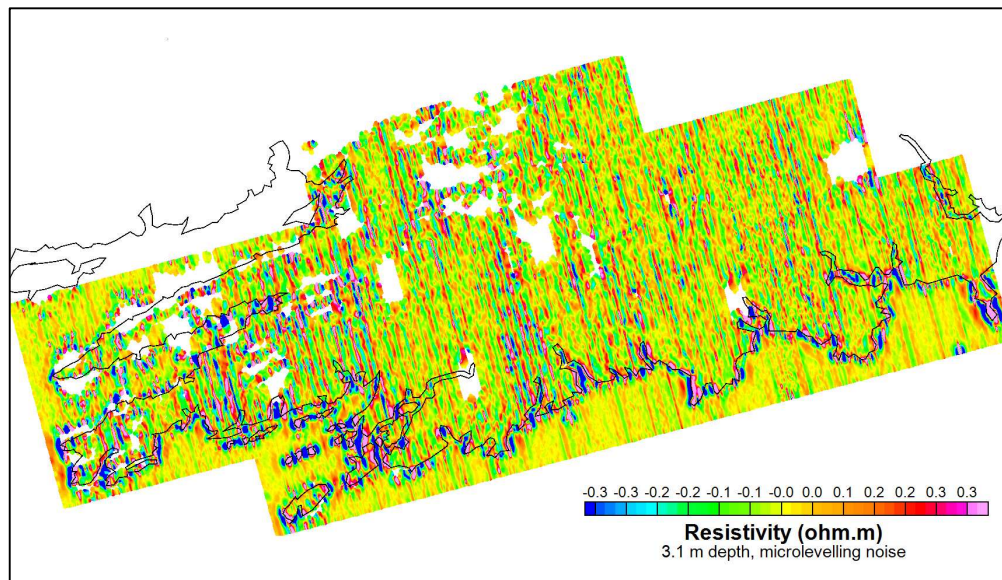 -0.3 -0.3 -0.2 -0.2 -0.1 -0.1 -0.0 0.0 0.1 0.2 0.2 0.3 0.3
Resistivity (ohm.m)
3.1 m depth, microlevelling noise